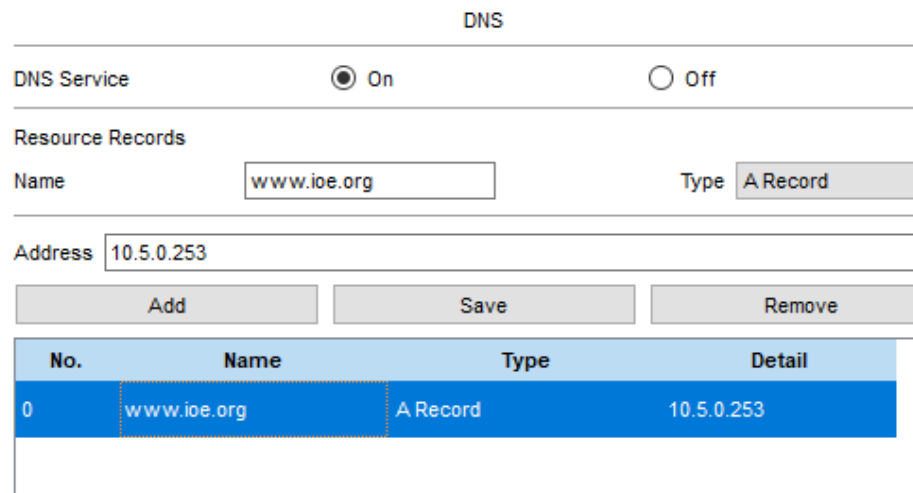 DNS
DNS Service On Off
Resource Records
Name www.ioe.org Type A Record
Address 10.5.0.253
Add Save Remove
No. Name Type Detail
0 www.ioe.org A Record 10.5.0.253